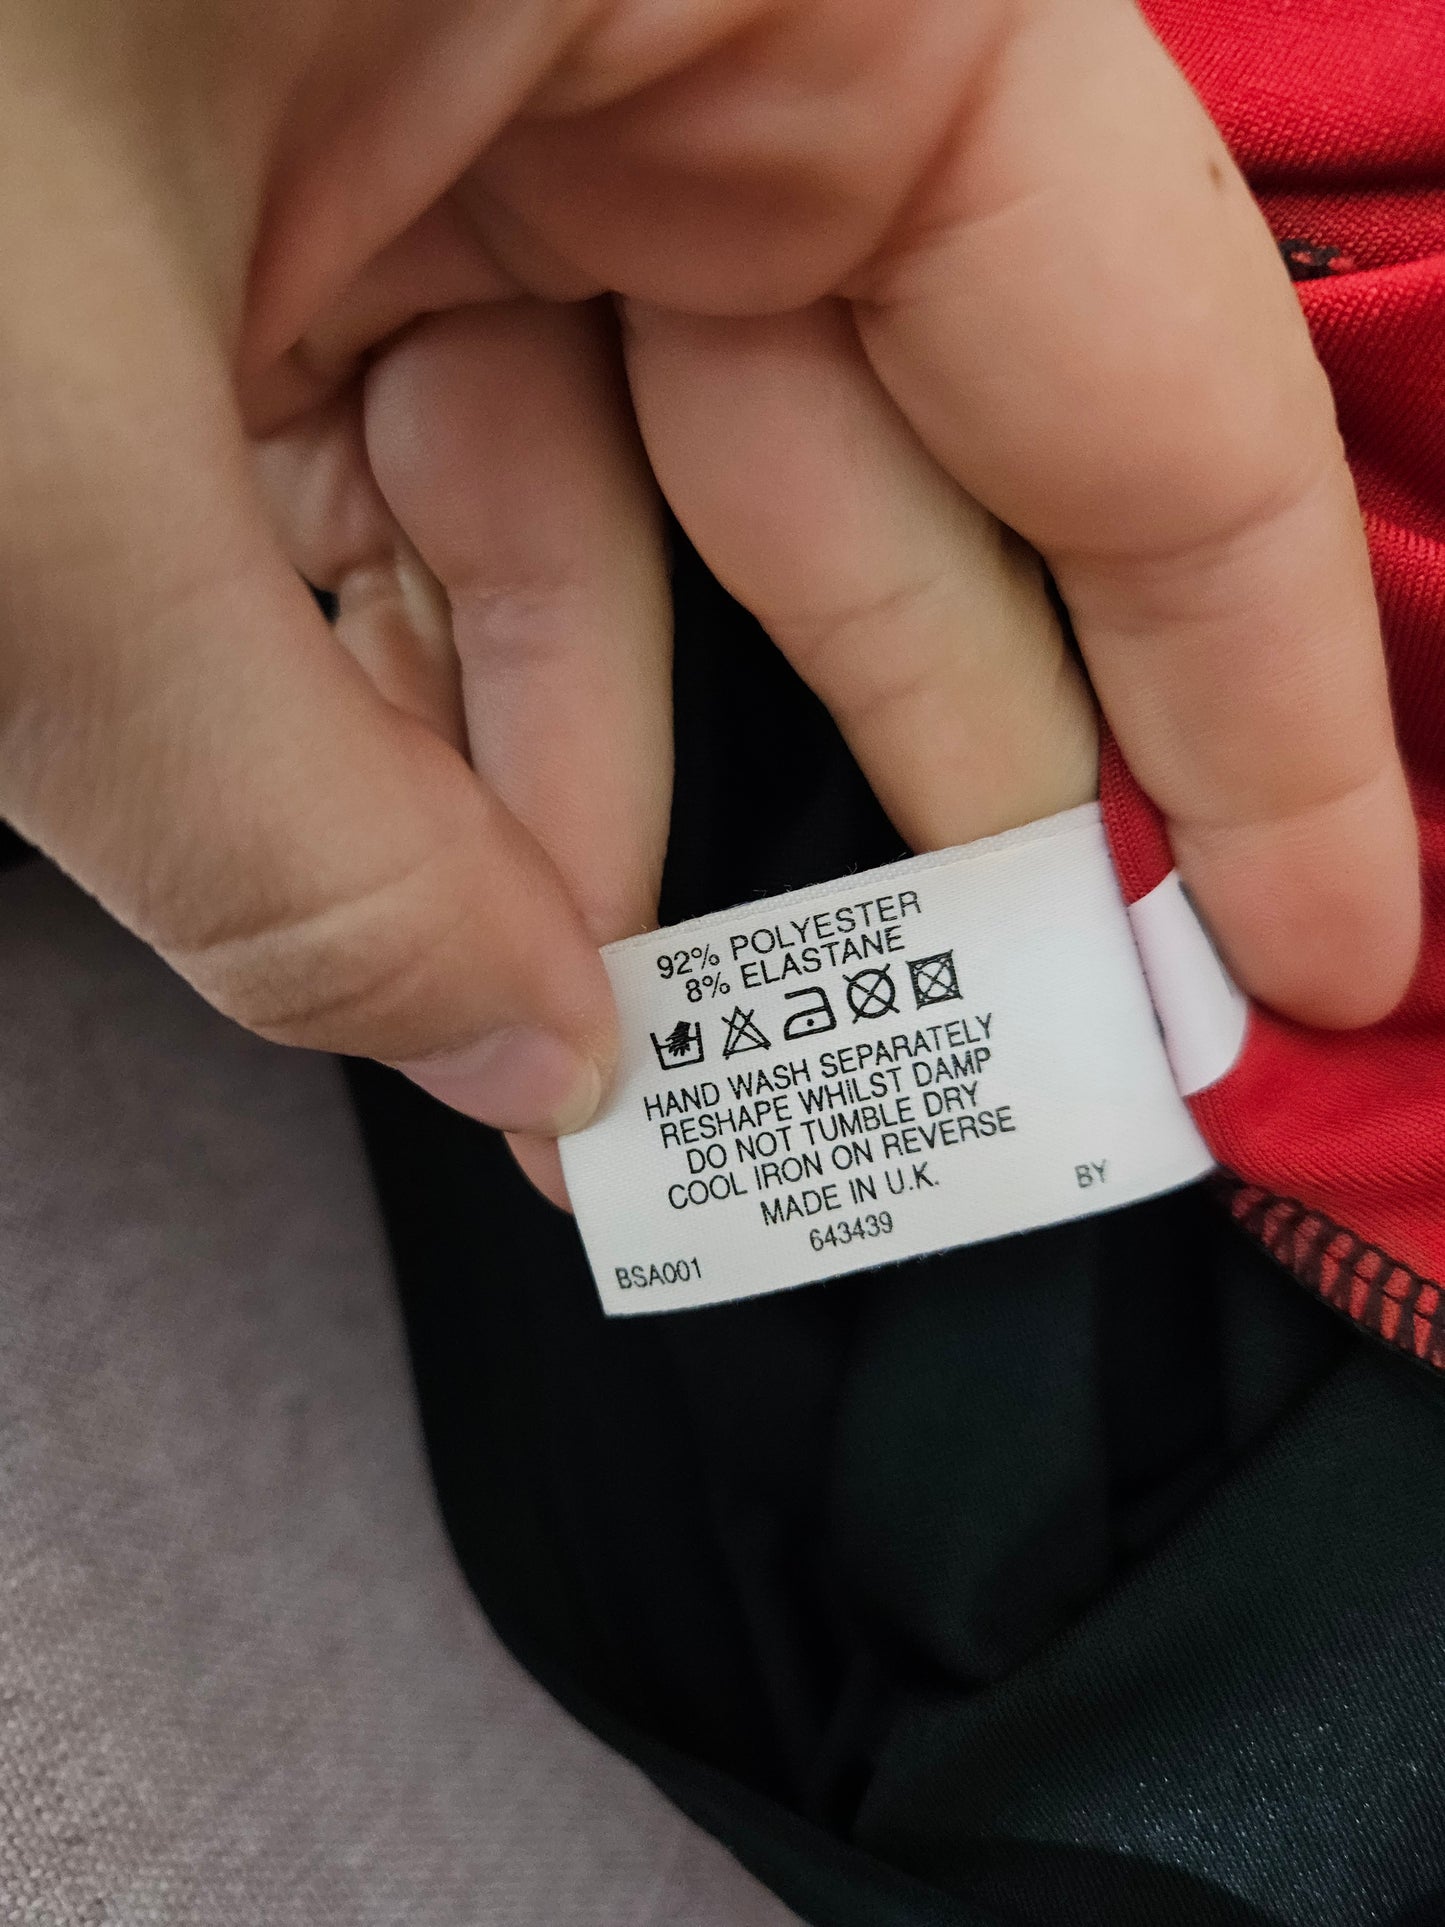 92% POLYESTER
8% ELASTANE
HAND WASH SEPARATELY
RESHAPE WHILST DAMP
DO NOT TUMBLE DRY
COOL IRON ON REVERSE
MADE IN U.K.
BY
643439
BSA001